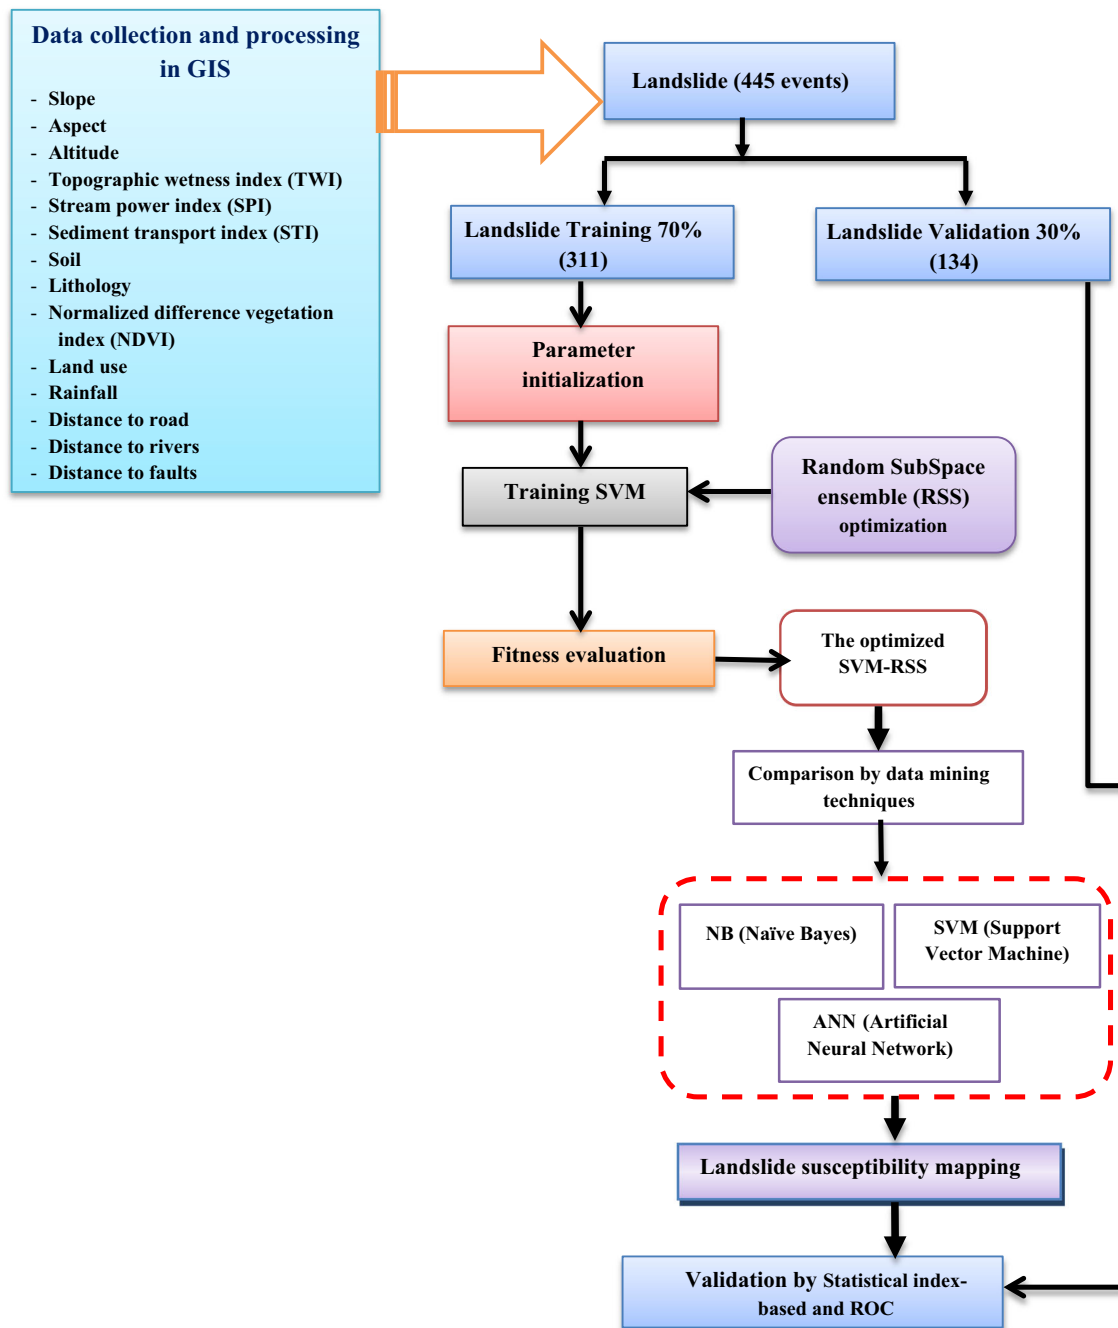 Data collection and processing
in GIS
- Slope
- Aspect
- Altitude
- Topographic wetness index (TWI)
- Stream power index (SPI)
- Sediment transport index (STI)
- Soil
- Lithology
- Normalized difference vegetation
index (NDVI)
- Land use
- Rainfall
- Distance to road
- Distance to rivers
- Distance to faults
Landslide (445 events)
Landslide Training 70%
(311)
Landslide Validation 30%
(134)
Parameter
initialization
Training SVM
Random SubSpace
ensemble (RSS)
optimization
Fitness evaluation
The optimized
SVM-RSS
Comparison by data mining
techniques
NB (Naïve Bayes)
SVM (Support
Vector Machine)
ANN (Artificial
Neural Network)
Landslide susceptibility mapping
Validation by Statistical index-
based and ROC